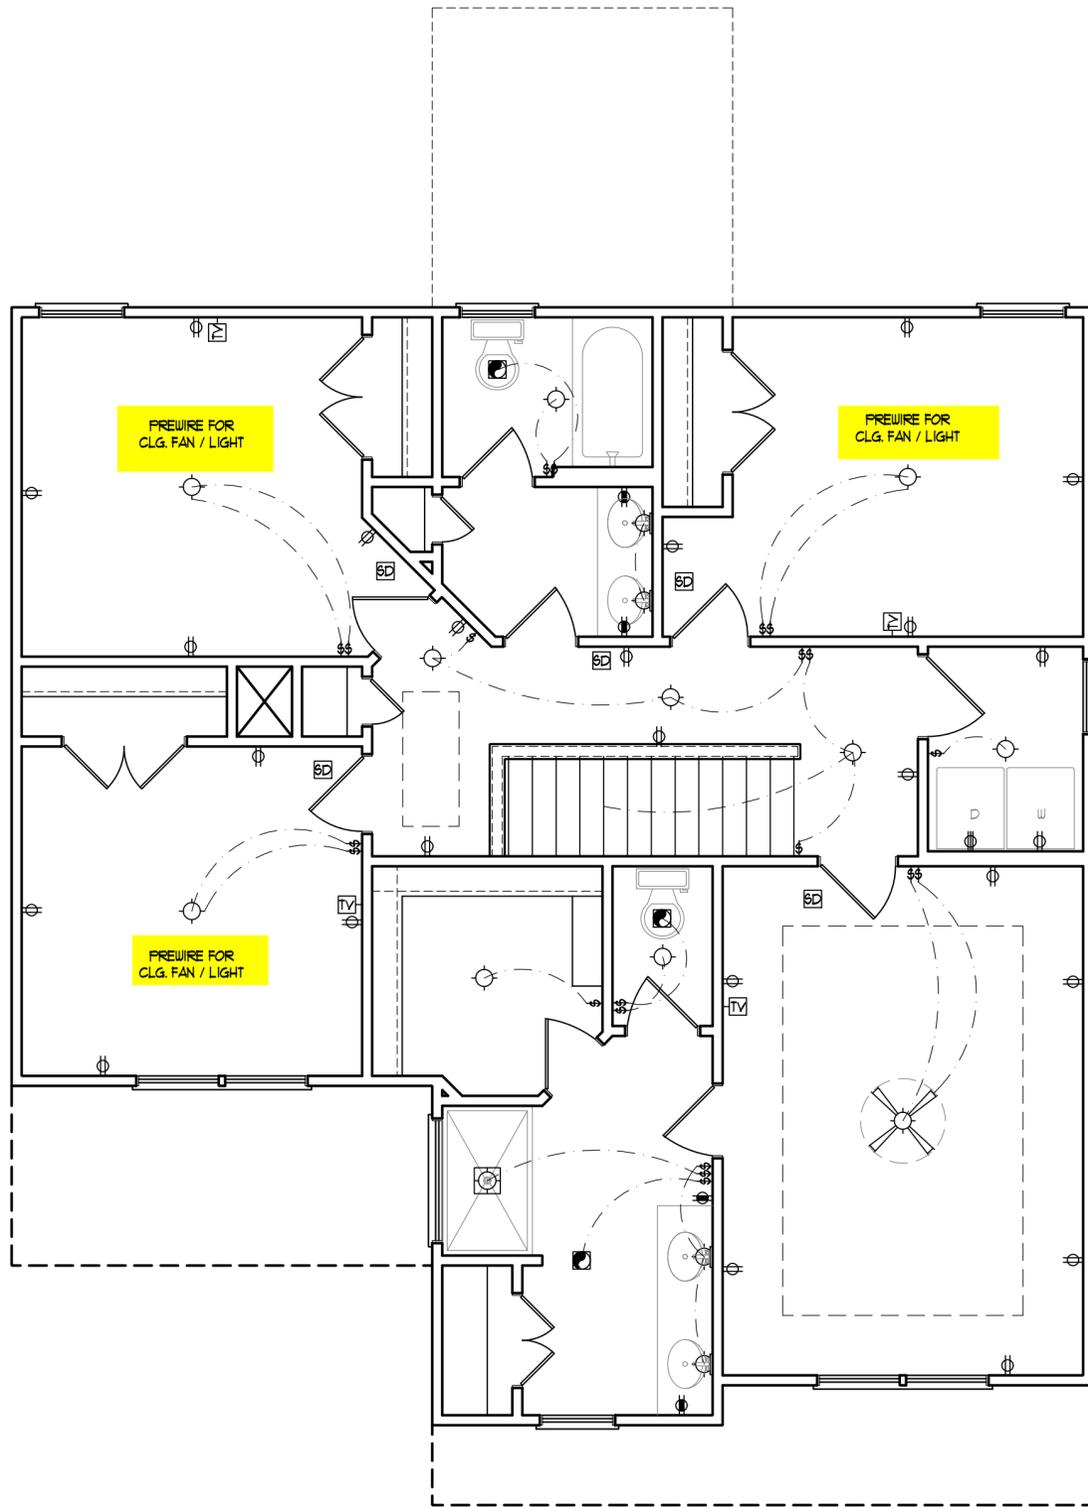 TV
PREWIRE FOR
CLG. FAN / LIGHT
PREWIRE FOR
CLG. FAN / LIGHT
$$
SD
SD
$$
$
$$
TV
SD
$$
$
SD
D W
$$
$
$$
SD
TV
PREWIRE FOR
CLG. FAN / LIGHT
$
$$
TV
$$$